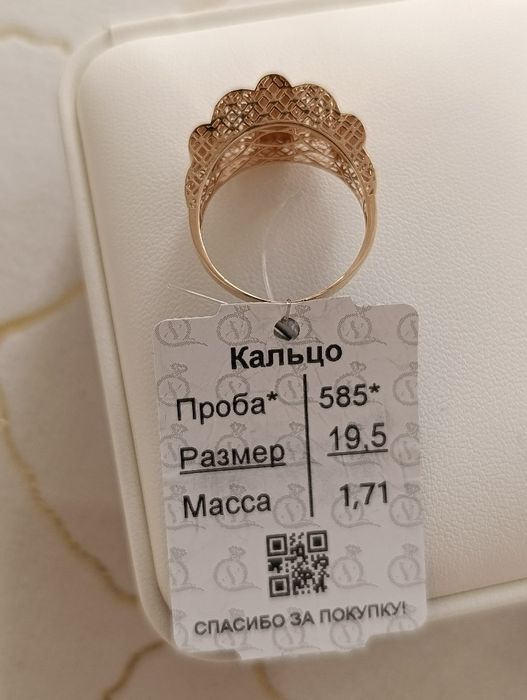 Кальцо
Проба* 585*
Размер 19,5
Масса 1,71
СПАСИБО ЗА ПОКУПКУ!